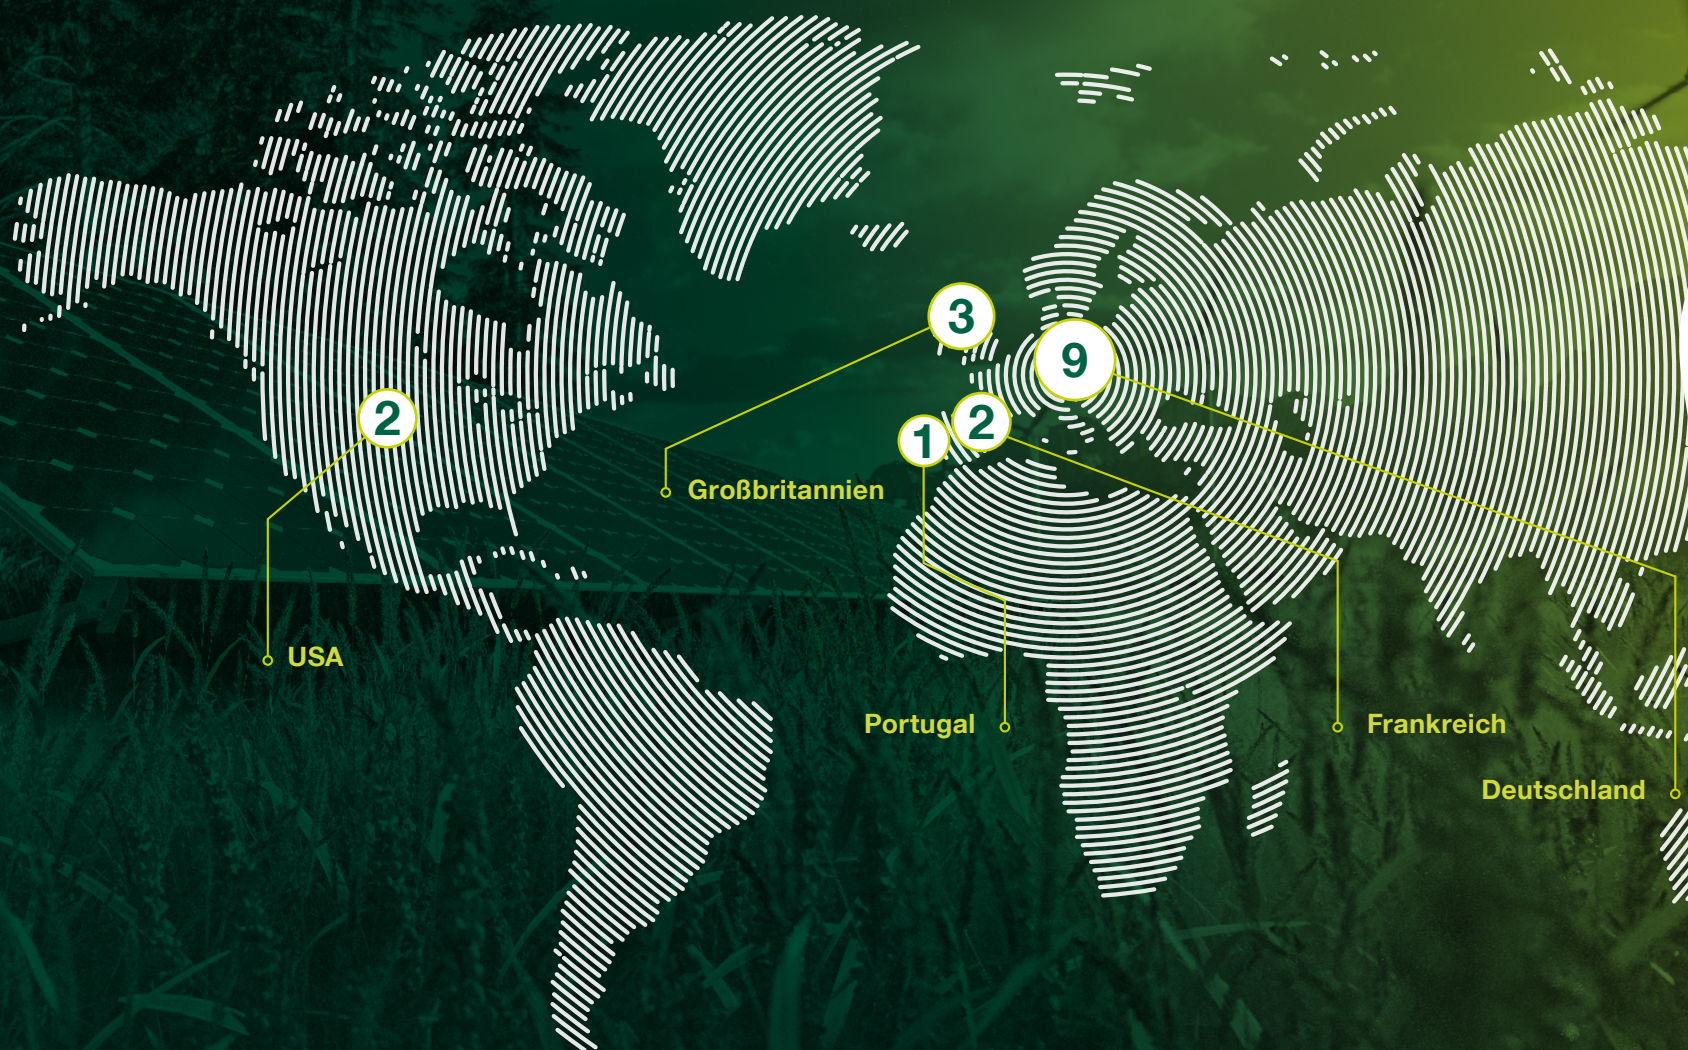 3
9
2
2
1
Großbritannien
USA
Portugal
Frankreich
Deutschland